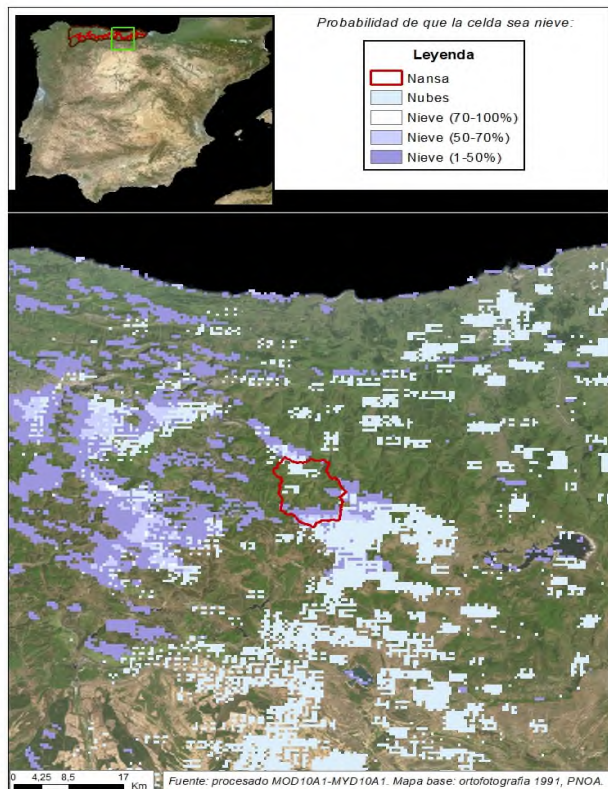 Probabilidad de que la celda sea nieve:
Leyenda
Nansa
Nubes
Nieve (70-100%)
Nieve (50-70%)
Nieve (1-50%)
0 4,25 8,5 17
Km
Fuente: procesado MOD10A1-MYD10A1. Mapa base: ortofotografia 1991, PNOA.